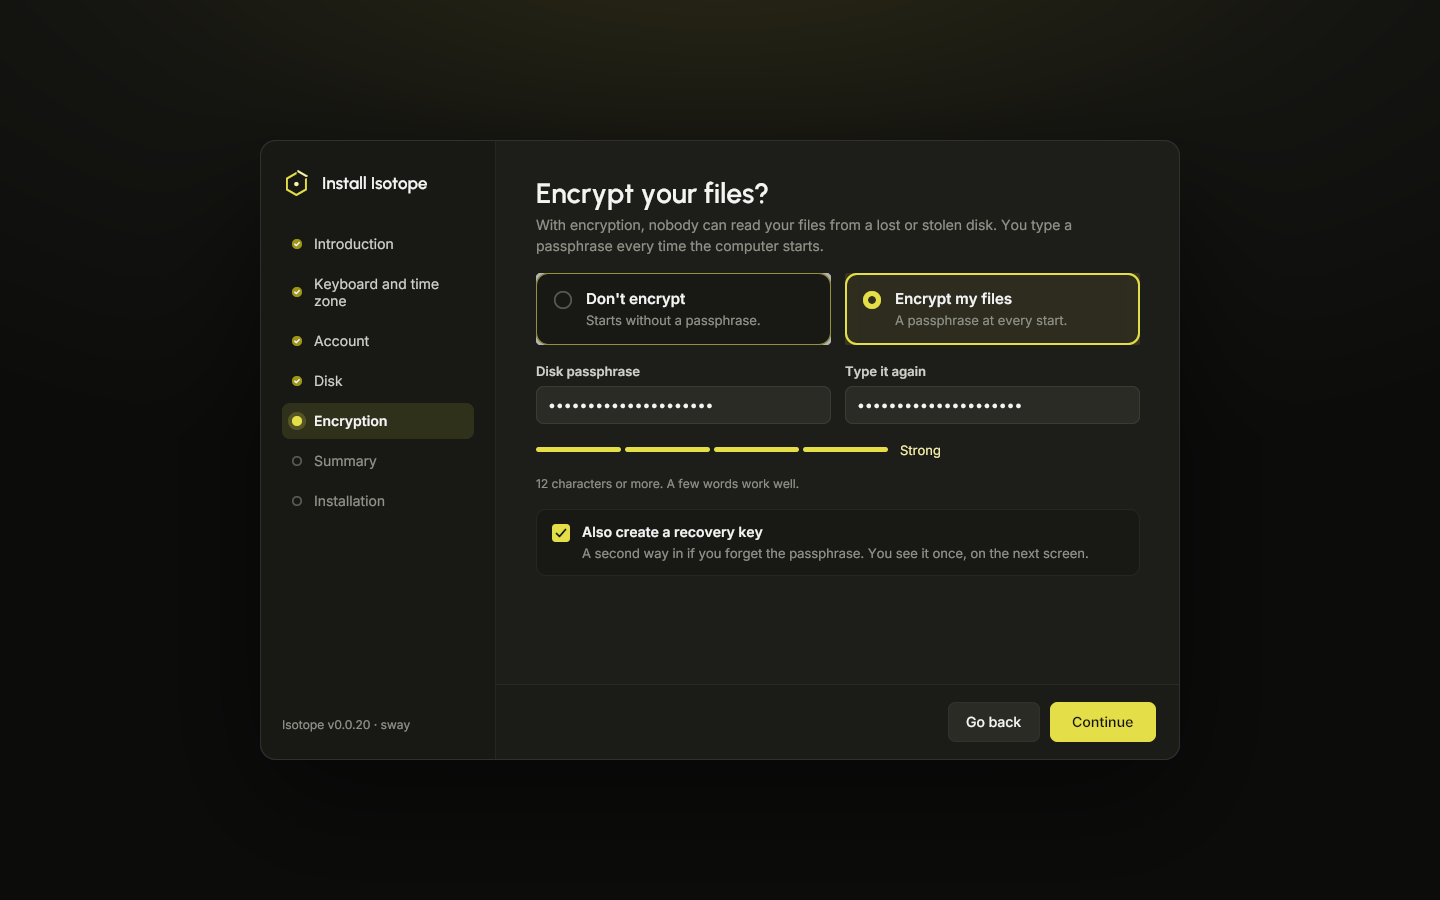 Install Isotope
Introduction
Keyboard and time
zone
Account
Disk
Encryption
Summary
Installation
Isotope v0.0.20 · sway
Encrypt your files?
With encryption, nobody can read your files from a lost or stolen disk. You type a
passphrase every time the computer starts.
Don't encrypt
Starts without a passphrase.
Encrypt my files
A passphrase at every start.
Disk passphrase
Type it again
•••••••••••••••••••••
•••••••••••••••••••••
Strong
12 characters or more. A few words work well.
Also create a recovery key
A second way in if you forget the passphrase. You see it once, on the next screen.
Go back
Continue